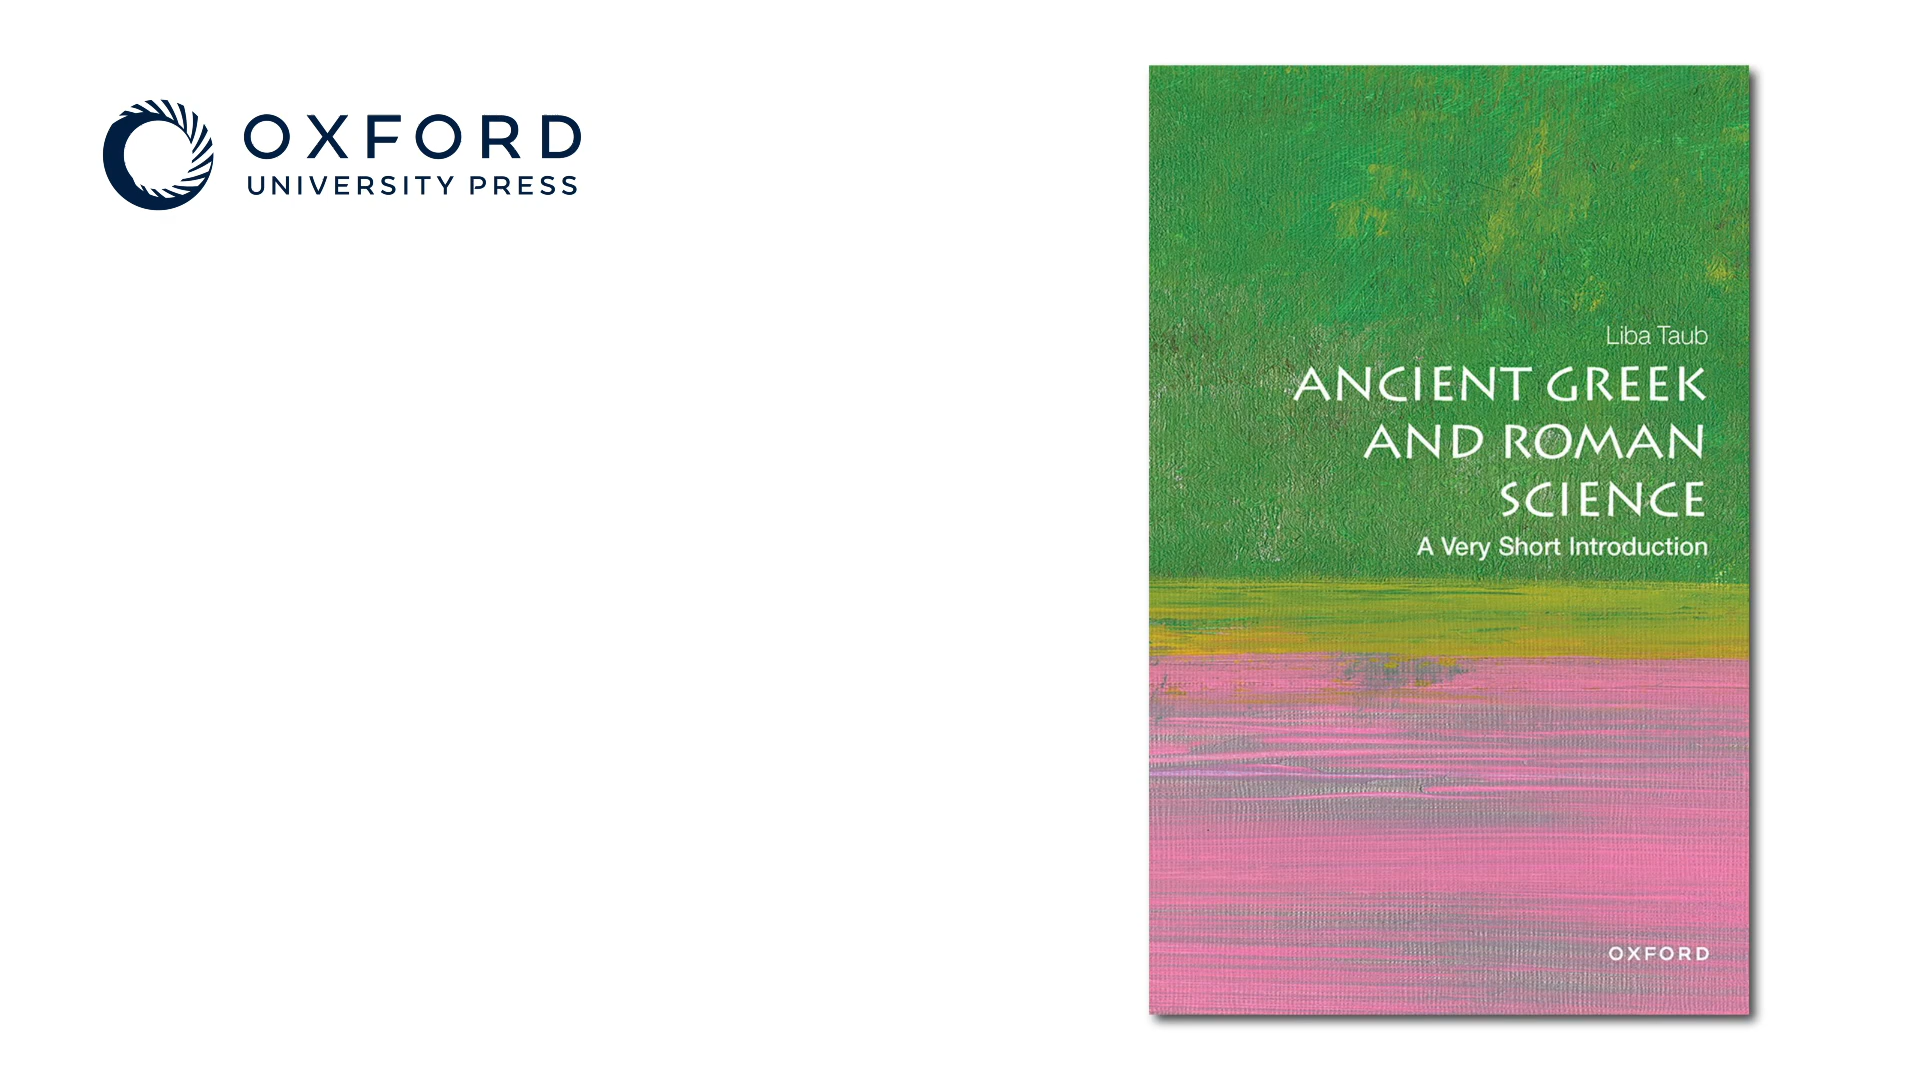 OXFORD
UNIVERSITY PRESS
Liba Taub
ANCIENT GREEK
AND ROMAN
SCIENCE
A Very Short Introduction
OXFORD